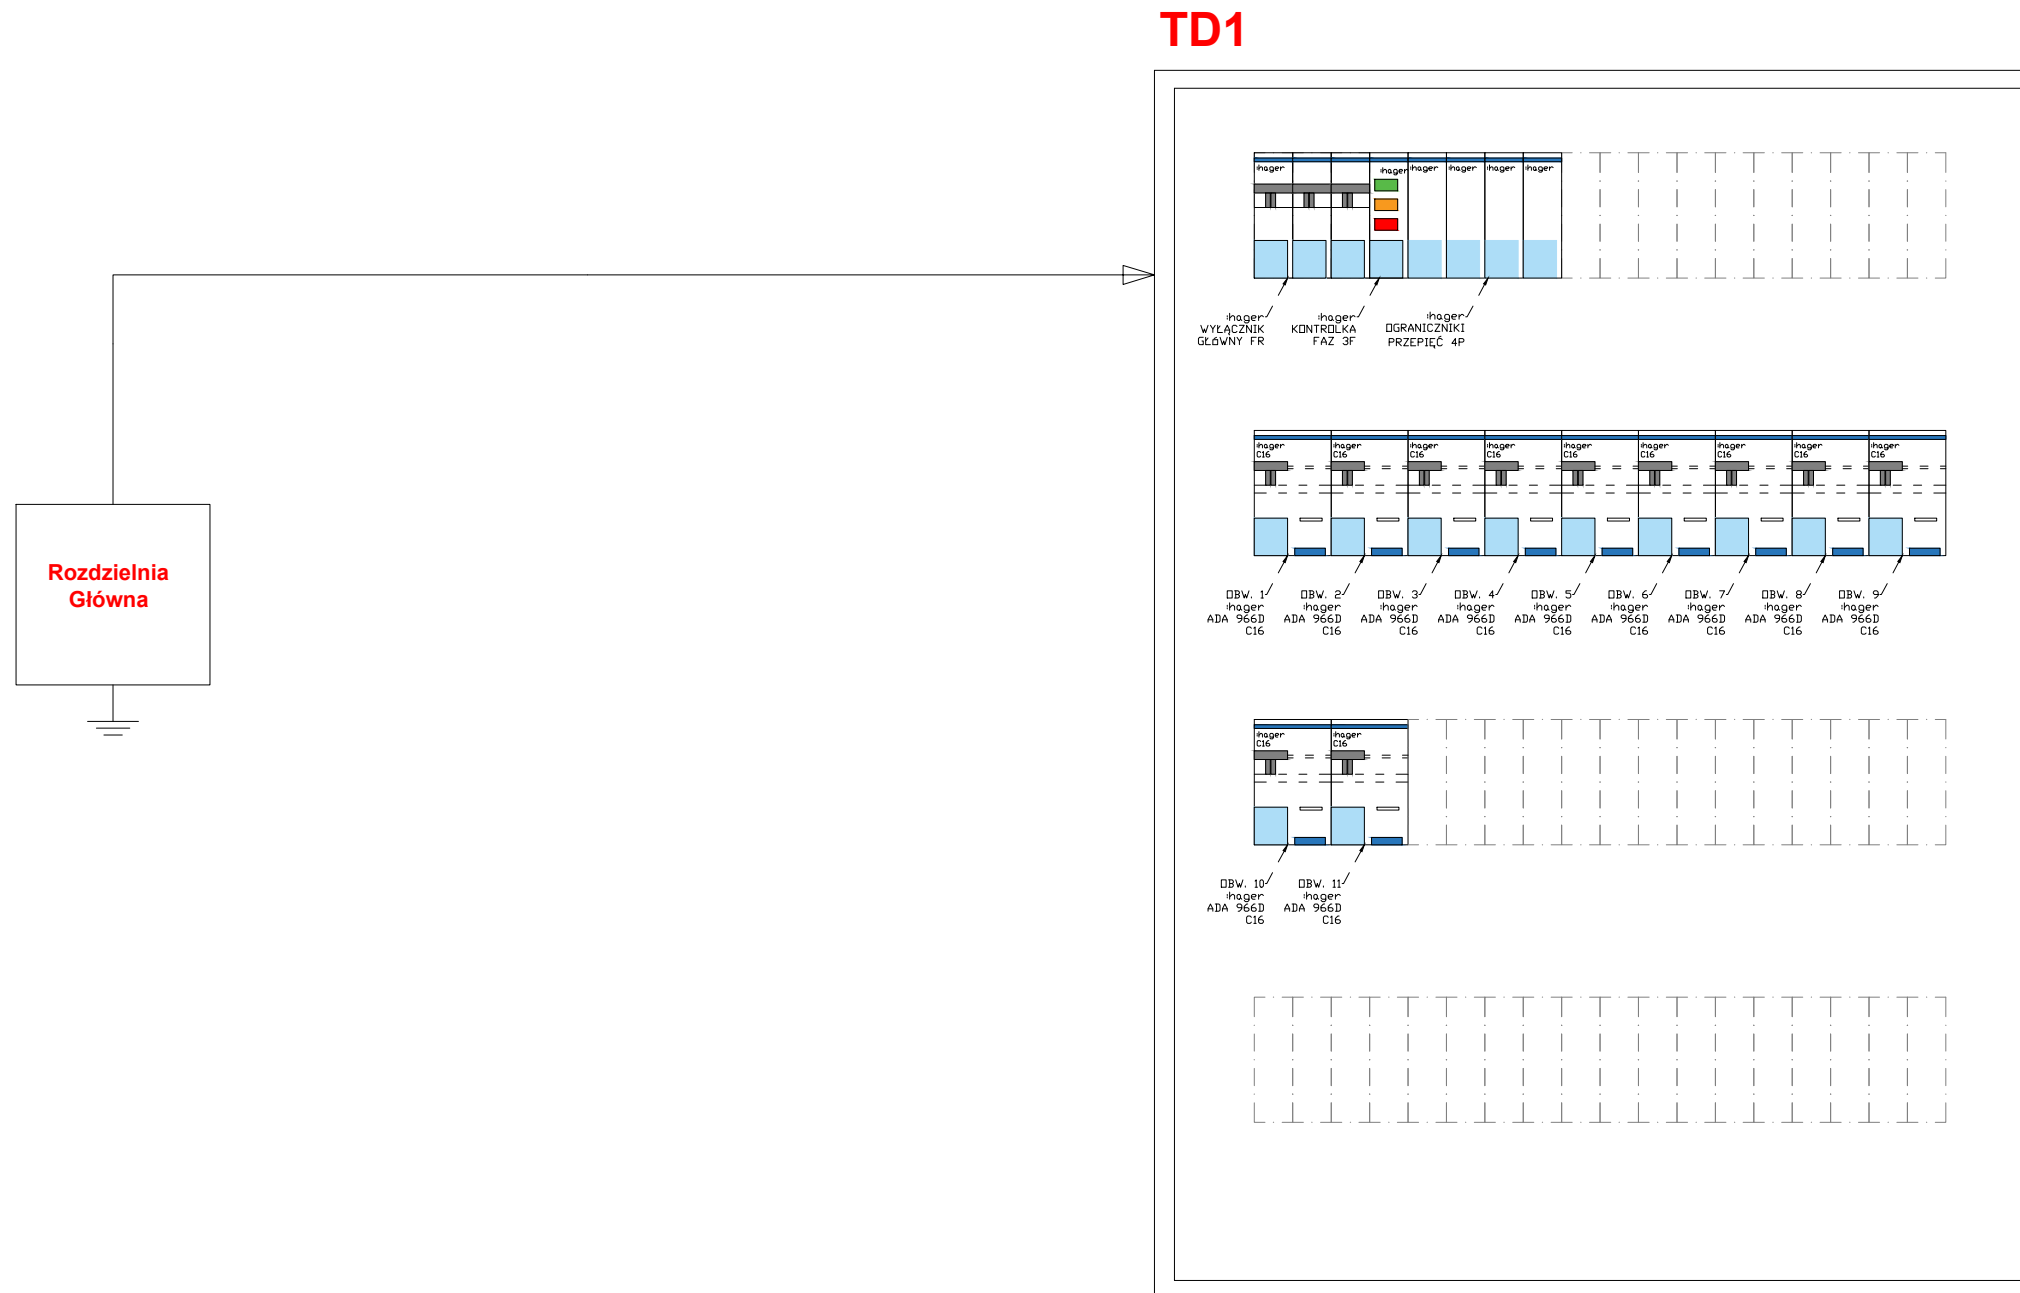 TD1
:hager :hager :hager :hager :hager :hager
:hager
WYŁĄCZNIK
GŁÓWNY FR
:hager
KONTROLKA
FAZ 3F
:hager
OGRANICZNIKI
PRZEPIĘĆ 4P
:hager :hager :hager :hager :hager :hager :hager :hager :hager
C16 C16 C16 C16 C16 C16 C16 C16 C16
Rozdzielnia
Główna
OBW. 1 OBW. 2 OBW. 3 OBW. 4 OBW. 5 OBW. 6 OBW. 7 OBW. 8 OBW. 9
:hager :hager :hager :hager :hager :hager :hager :hager :hager
ADA 966D ADA 966D ADA 966D ADA 966D ADA 966D ADA 966D ADA 966D ADA 966D ADA 966D
C16 C16 C16 C16 C16 C16 C16 C16 C16
:hager :hager
C16 C16
OBW. 10 OBW. 11
:hager :hager
ADA 966D ADA 966D
C16 C16